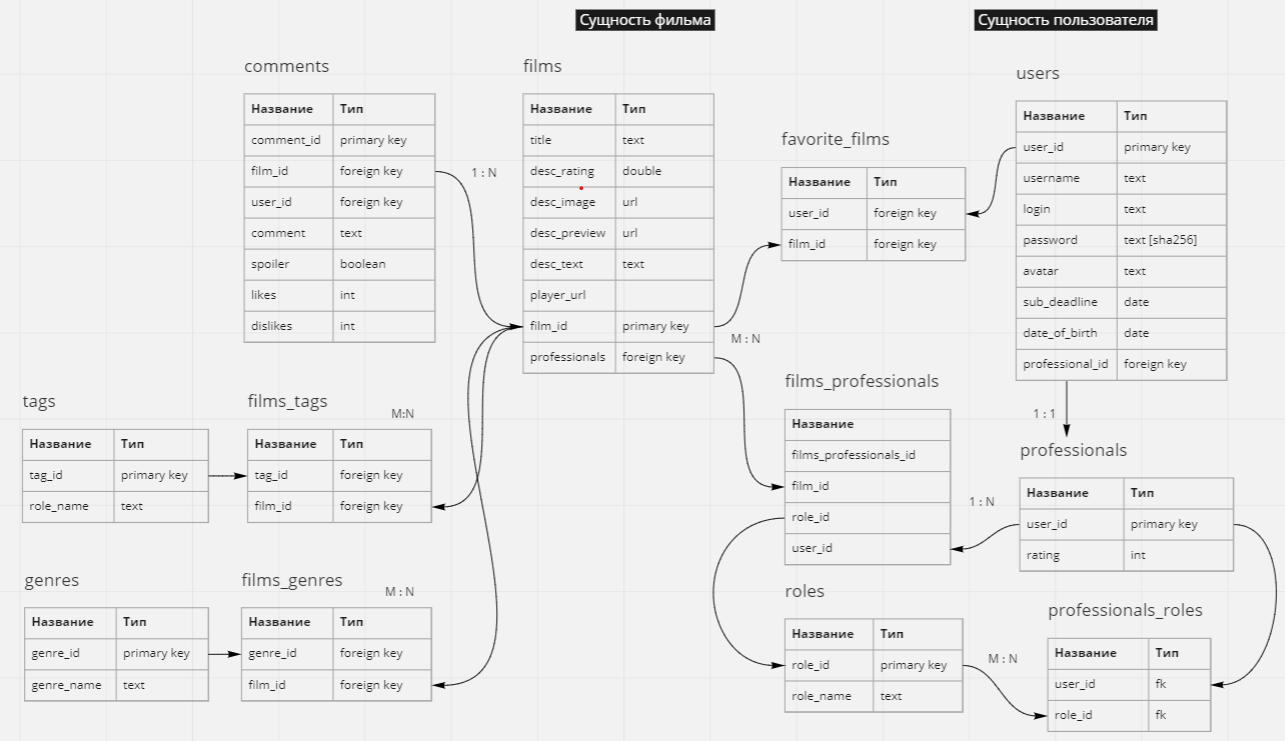 Сущность фильма
Сущность пользователя
comments
Название Тип
comment_id primary key
film_id foreign key
user_id foreign key
comment text
spoiler boolean
likes int
dislikes int
1 : N
films
Название Тип
title text
desc_rating double
desc_image url
desc_preview url
desc_text text
player_url
film_id primary key
professionals foreign key
favorite_films
Название Тип
user_id foreign key
film_id foreign key
M : N
users
Название Тип
user_id primary key
username text
login text
password text [sha256]
avatar text
sub_deadline date
date_of_birth date
professional_id foreign key
1 : 1
tags
Название Тип
tag_id primary key
role_name text
films_tags
M:N
Название Тип
tag_id foreign key
film_id foreign key
films_professionals
Название
films_professionals_id
film_id
role_id
user_id
1 : N
professionals
Название Тип
user_id primary key
rating int
genres
Название Тип
genre_id primary key
genre_name text
films_genres
M : N
Название Тип
genre_id foreign key
film_id foreign key
roles
Название Тип
role_id primary key
role_name text
M : N
professionals_roles
Название Тип
user_id fk
role_id fk